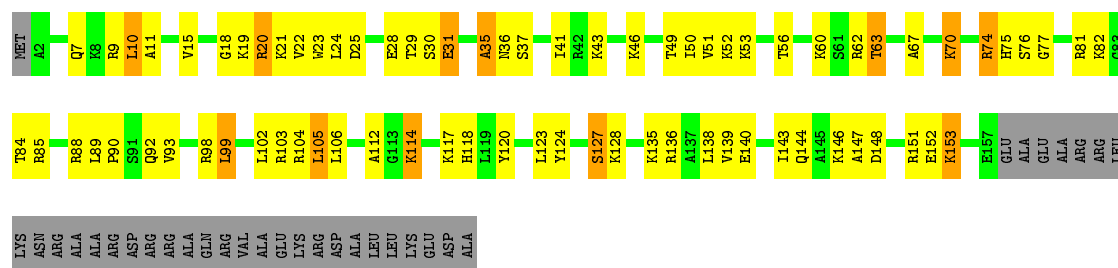 MET A2 Q7 K8 R9 L10 A11 V15 G18 K19 R20 K21 V22 W23 L24 D25 E28 T29 S30 E31 A35 N36 S37 I41 R42 K43 K46 T49 I50 V51 K52 K53 T56 K60 S61 R62 T63 A67 K70 R74 H75 S76 G77 R81 K82 G83
T84 R85 R88 L89 P90 S91 Q92 V93 R98 L99 L102 R103 R104 L105 L106 A112 G113 K114 K117 H118 L119 Y120 L123 Y124 S127 K128 K135 R136 A137 L138 V139 E140 I143 Q144 A145 K146 A147 D148 R151 E152 K153 E157 GLU ALA GLU ALA ARG ARG LEU
LYS ASN ARG ALA ALA ARG ASP ARG ARG ALA GLN ARG VAL ALA GLU LYS ARG ASP ALA LEU LEU LYS GLU ASP ALA